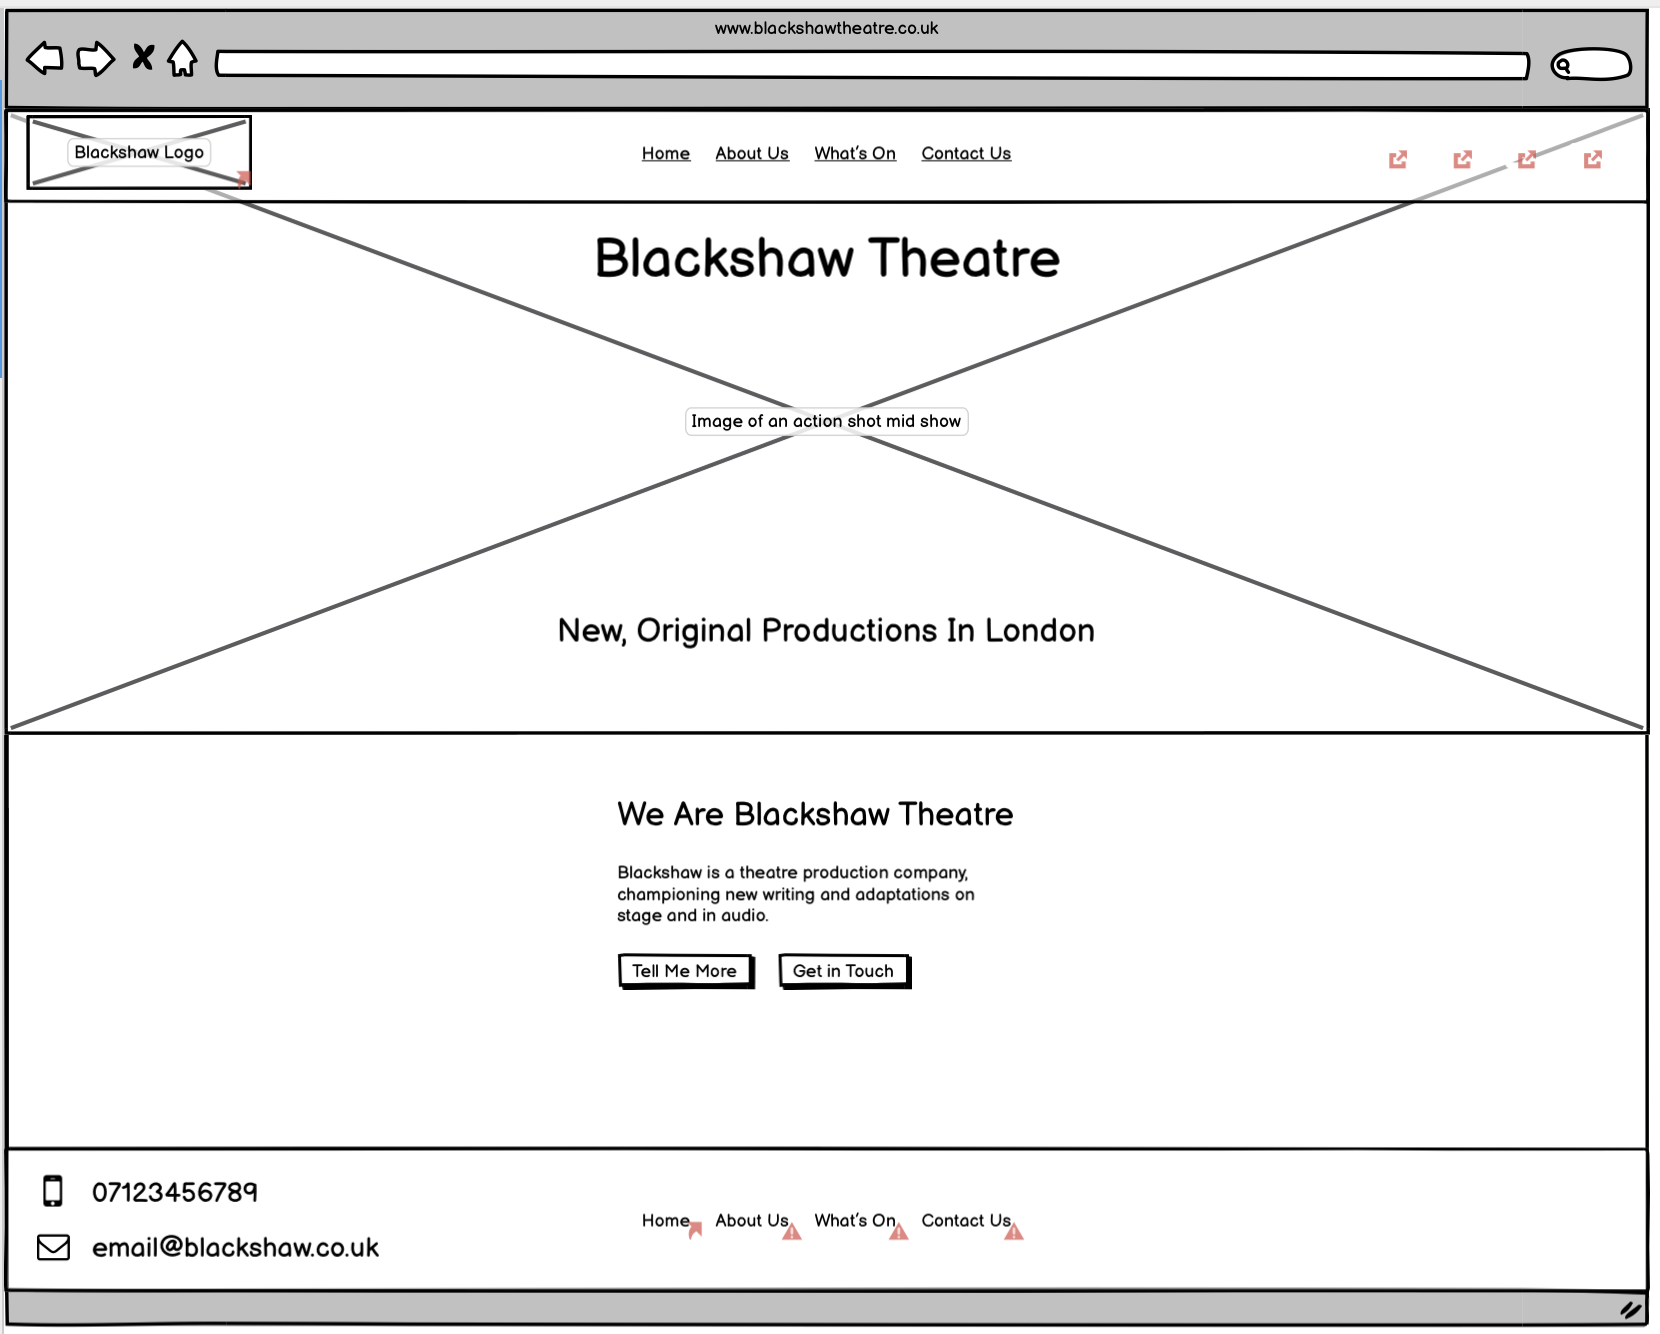 www.blackshawtheatre.co.uk
Blackshaw Logo
Home About Us What's On Contact Us
Blackshaw Theatre
Image of an action shot mid show
New, Original Productions In London
We Are Blackshaw Theatre
Blackshaw is a theatre production company,
championing new writing and adaptations on
stage and in audio.
Tell Me More Get in Touch
07123456789
email@blackshaw.co.uk
Home About Us What's On Contact Us